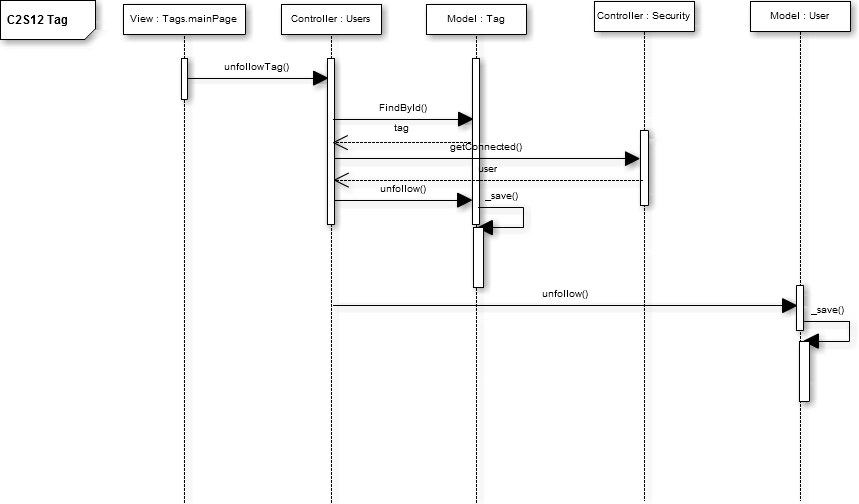 C2S12 Tag
View : Tags.mainPage
Controller : Users
Model : Tag
Controller : Security
Model : User
unfollowTag()
FindById()
tag
getConnected()
user
unfollow()
_save()
unfollow()
_save()